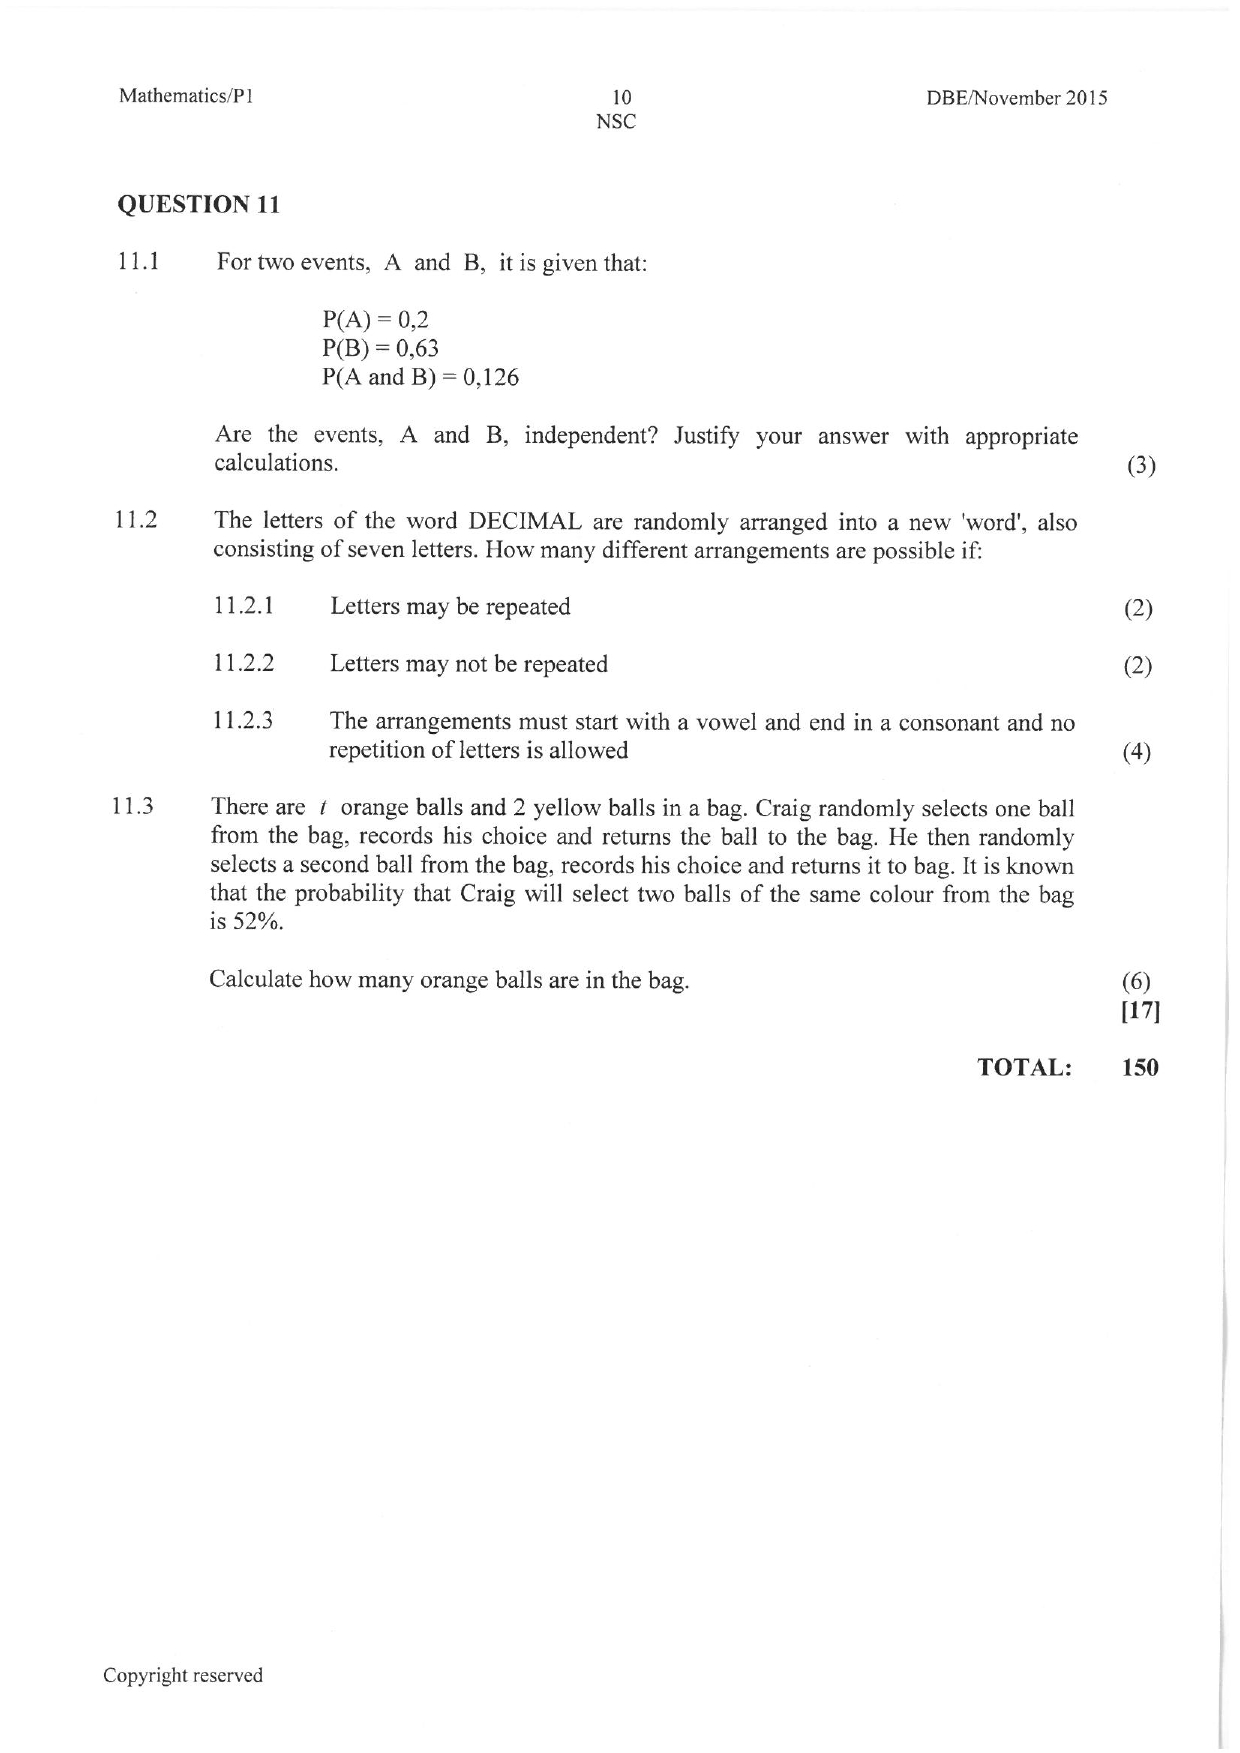 Mathematics/P1 10 DBE/November 2015
NSC
QUESTION 11
11.1 For two events, A and B, it is given that:
P(A) = 0,2
P(B) = 0,63
P(A and B) = 0,126
Are the events, A and B, independent? Justify your answer with appropriate
calculations. (3)
11.2 The letters of the word DECIMAL are randomly arranged into a new 'word', also
consisting of seven letters. How many different arrangements are possible if:
11.2.1 Letters may be repeated (2)
11.2.2 Letters may not be repeated (2)
11.2.3 The arrangements must start with a vowel and end in a consonant and no
repetition of letters is allowed (4)
11.3 There are t orange balls and 2 yellow balls in a bag. Craig randomly selects one ball
from the bag, records his choice and returns the ball to the bag. He then randomly
selects a second ball from the bag, records his choice and returns it to bag. It is known
that the probability that Craig will select two balls of the same colour from the bag
is 52%.
Calculate how many orange balls are in the bag. (6)
[17]
TOTAL: 150
Copyright reserved